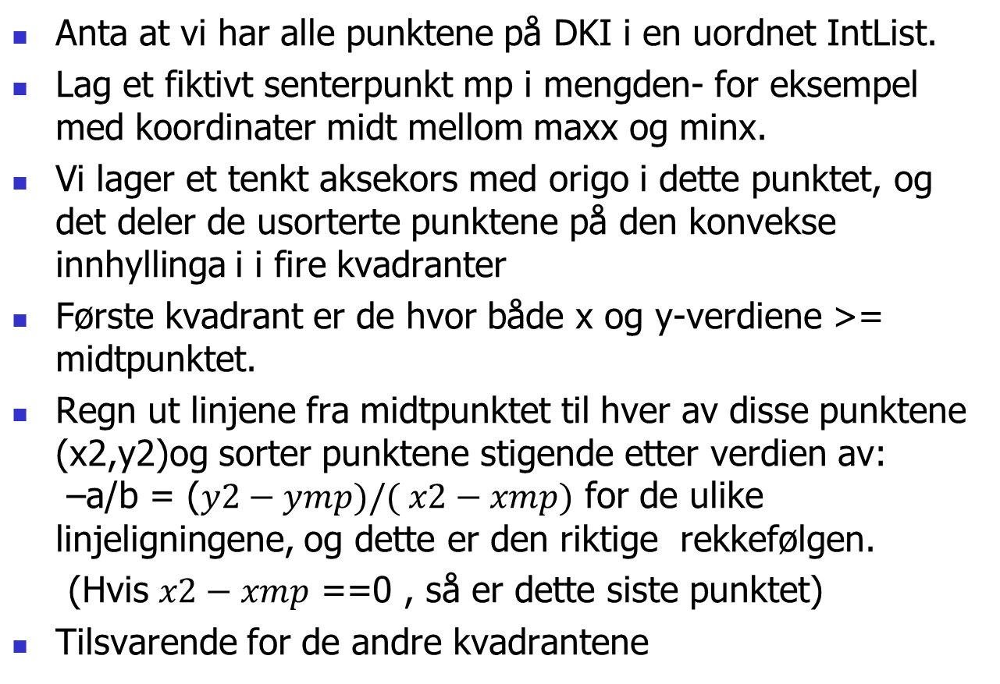 Anta at vi har alle punktene på DKI i en uordnet IntList.
Lag et fiktivt senterpunkt mp i mengden- for eksempel
med koordinater midt mellom maxx og minx.
Vi lager et tenkt aksekors med origo i dette punktet, og
det deler de usorterte punktene på den konvekse
innhyllinga i i fire kvadranter
Første kvadrant er de hvor både x og y-verdiene >=
midtpunktet.
Regn ut linjene fra midtpunktet til hver av disse punktene
(x2,y2)og sorter punktene stigende etter verdien av:
–a/b = (y2 − ymp)/( x2 − xmp) for de ulike
linjeligningene, og dette er den riktige  rekkefølgen.
(Hvis x2 − xmp ==0 , så er dette siste punktet)
Tilsvarende for de andre kvadrantene